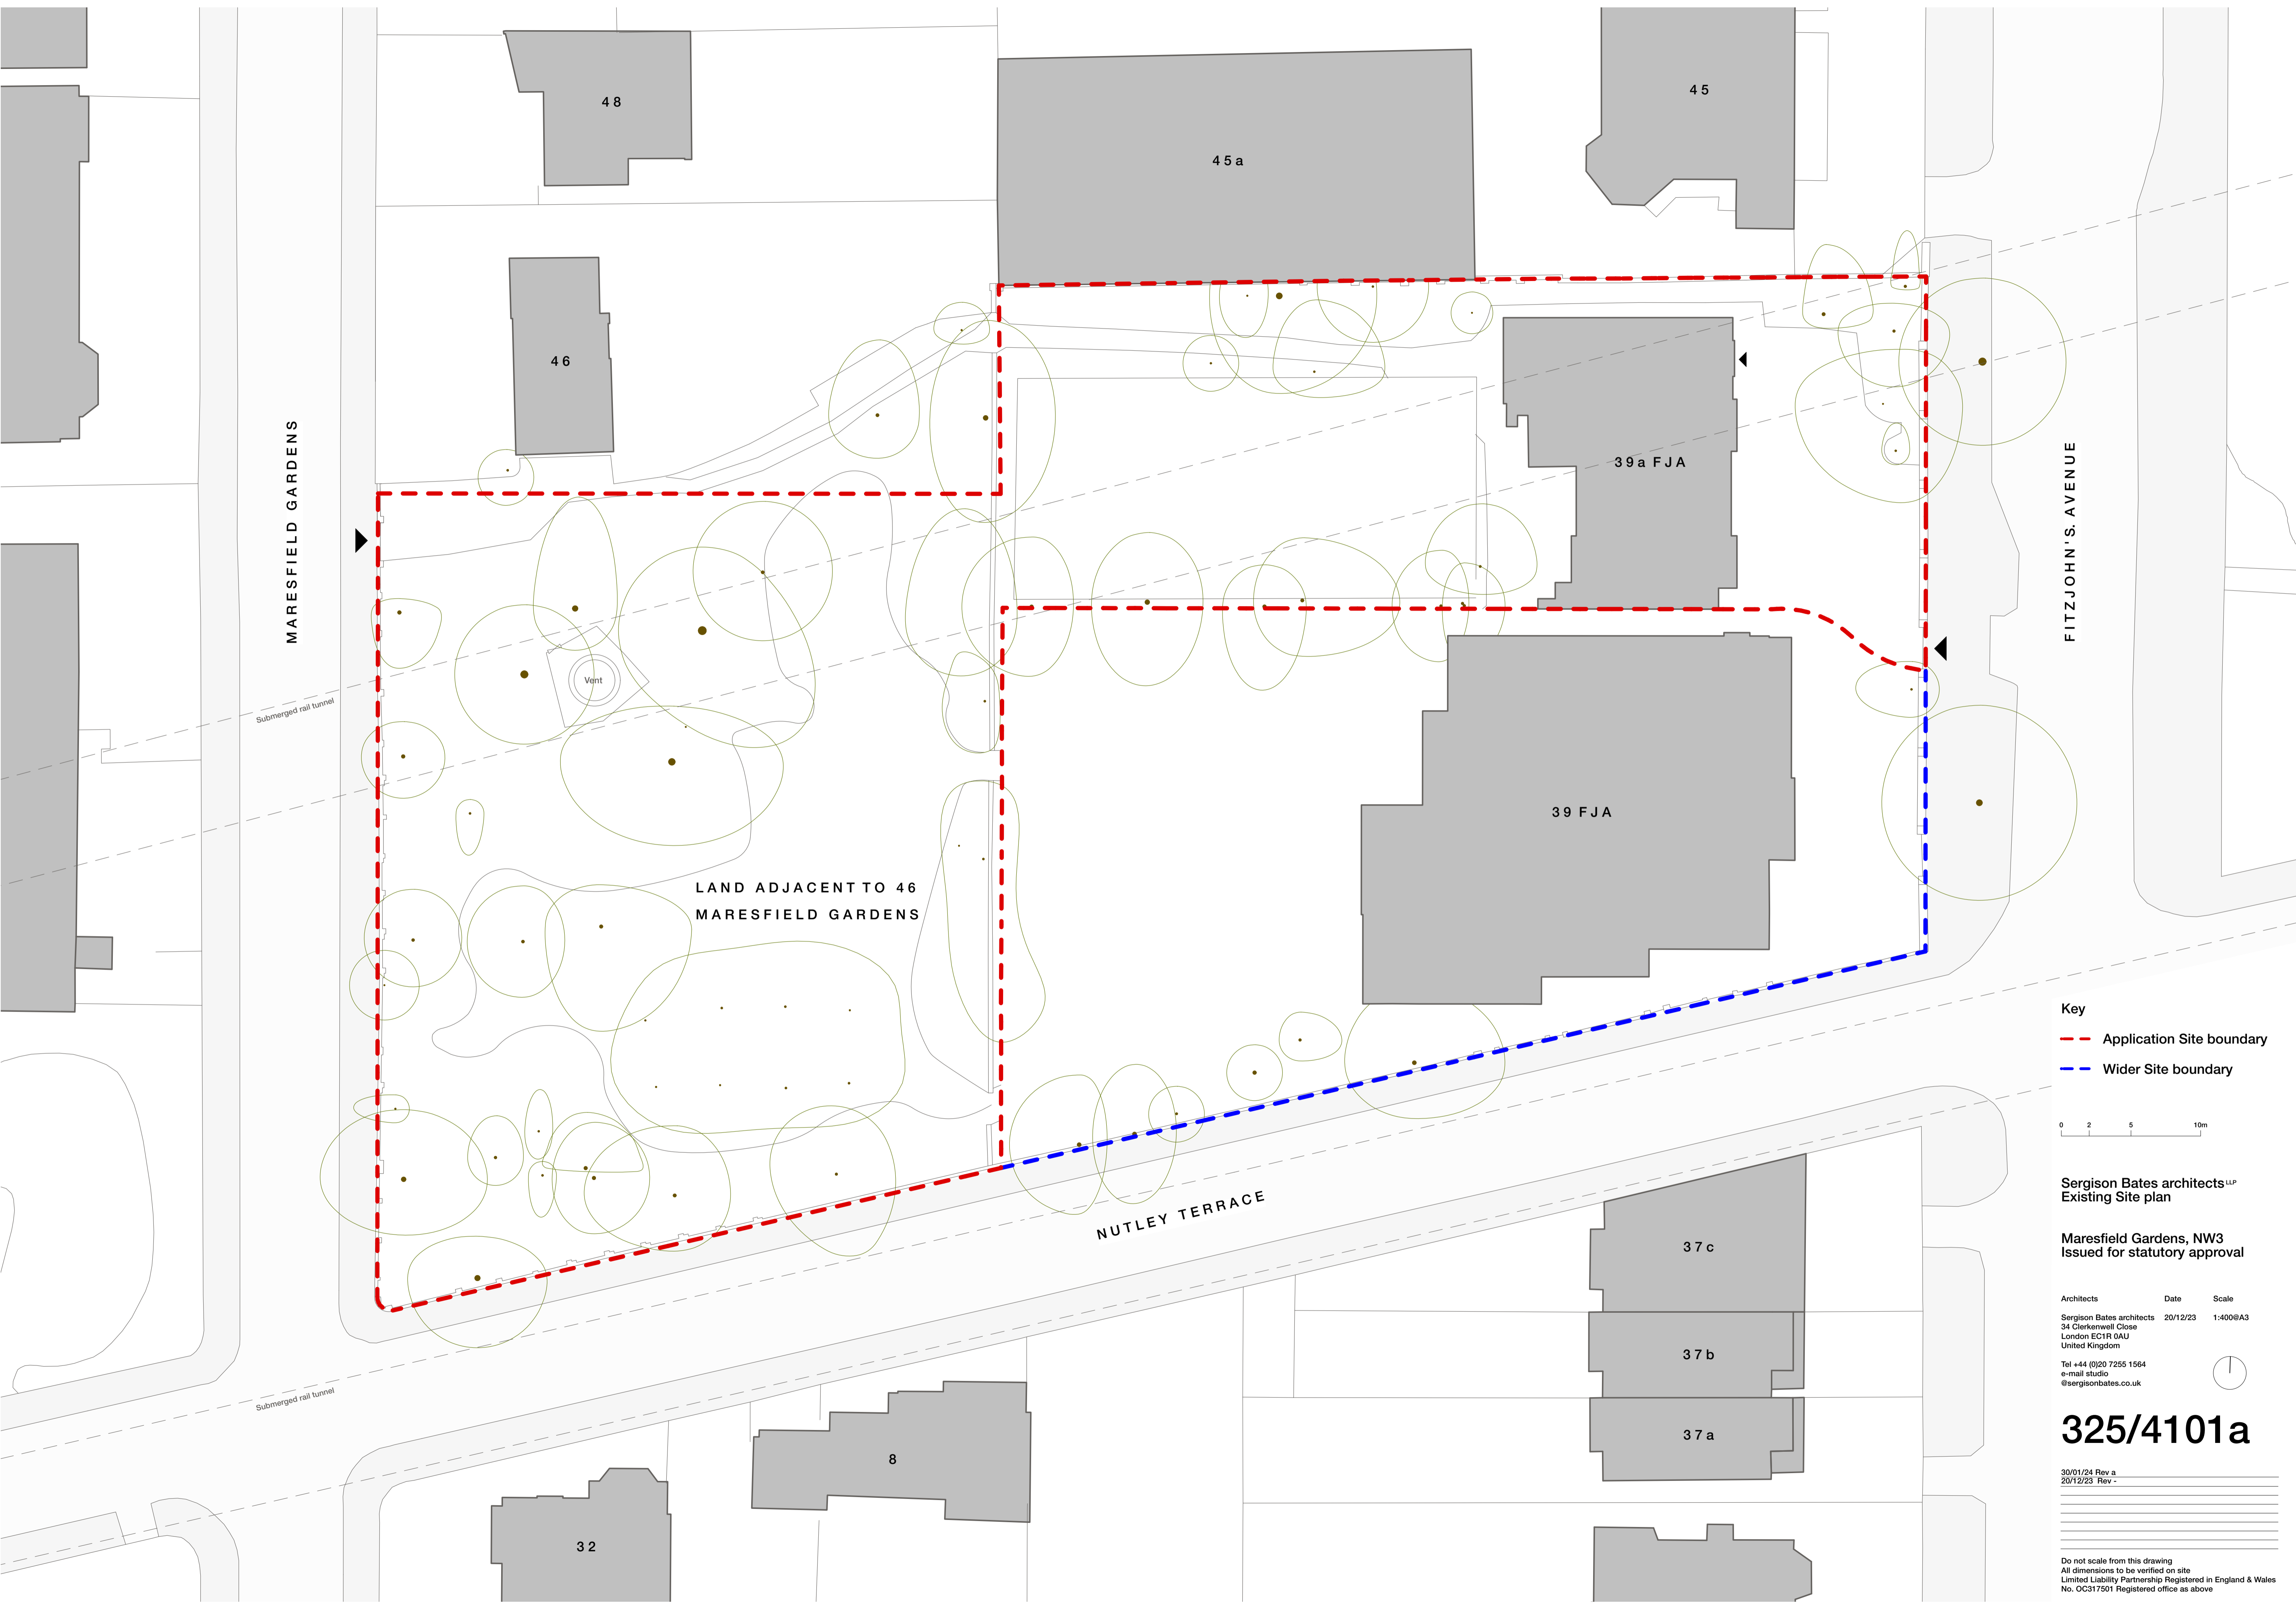 48
45a
45
46
39a FJA
MARESFIELD GARDENS
FITZJOHN'S. AVENUE
Vent
Submerged rail tunnel
39 FJA
LAND ADJACENT TO 46
MARESFIELD GARDENS
NUTLEY TERRACE
Submerged rail tunnel
37c
37b
37a
8
32
Key
Application Site boundary
Wider Site boundary
0 2 5 10m
Sergison Bates architects LLP
Existing Site plan
Maresfield Gardens, NW3
Issued for statutory approval
Architects Date Scale
Sergison Bates architects 20/12/23 1:400@A3
34 Clerkenwell Close
London EC1R 0AU
United Kingdom
Tel +44 (0)20 7255 1564
e-mail studio
@sergisonbates.co.uk
325/4101a
30/01/24 Rev a
20/12/23 Rev -
Do not scale from this drawing
All dimensions to be verified on site
Limited Liability Partnership Registered in England & Wales
No. OC317501 Registered office as above